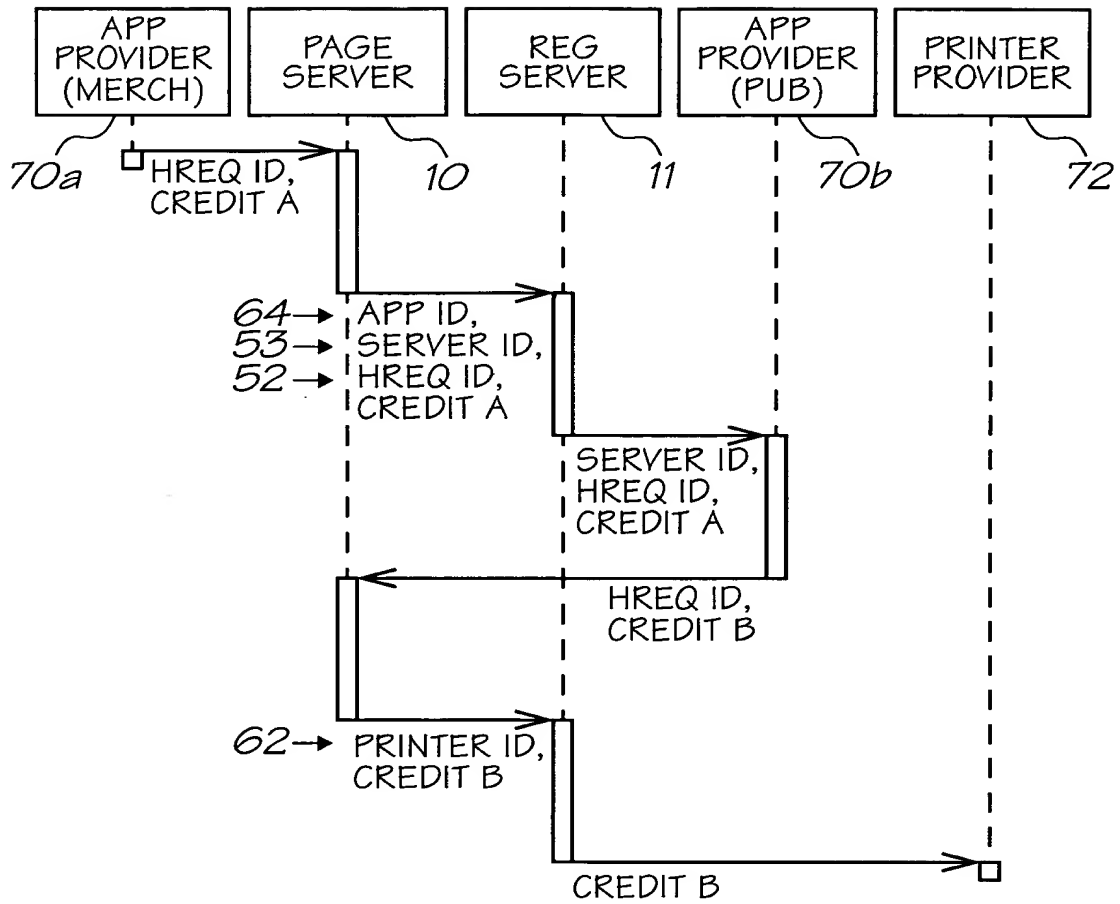 APP
PROVIDER
(MERCH)
PAGE
SERVER
REG
SERVER
APP
PROVIDER
(PUB)
PRINTER
PROVIDER
70a
10
11
70b
72
HREQ ID,
CREDIT A
64 APP ID,
53 SERVER ID,
52 HREQ ID,
CREDIT A
SERVER ID,
HREQ ID,
CREDIT A
HREQ ID,
CREDIT B
62 PRINTER ID,
CREDIT B
CREDIT B